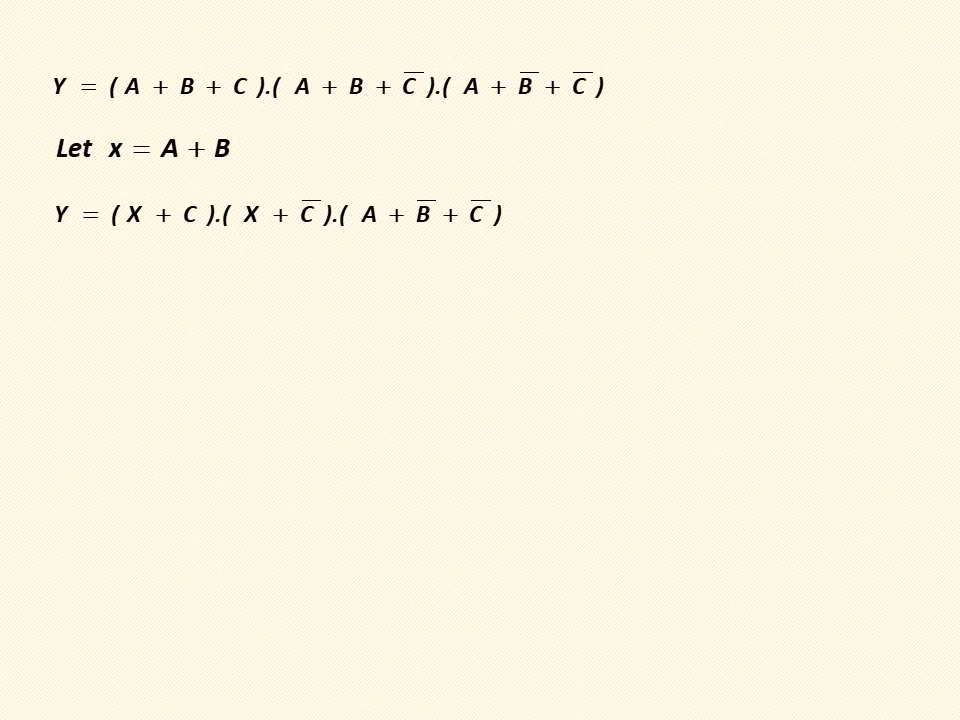 Y = ( A + B + C ).( A + B + C̅ ).( A + B̅ + C̅ )
Let x = A + B
Y = ( X + C ).( X + C̅ ).( A + B̅ + C̅ )